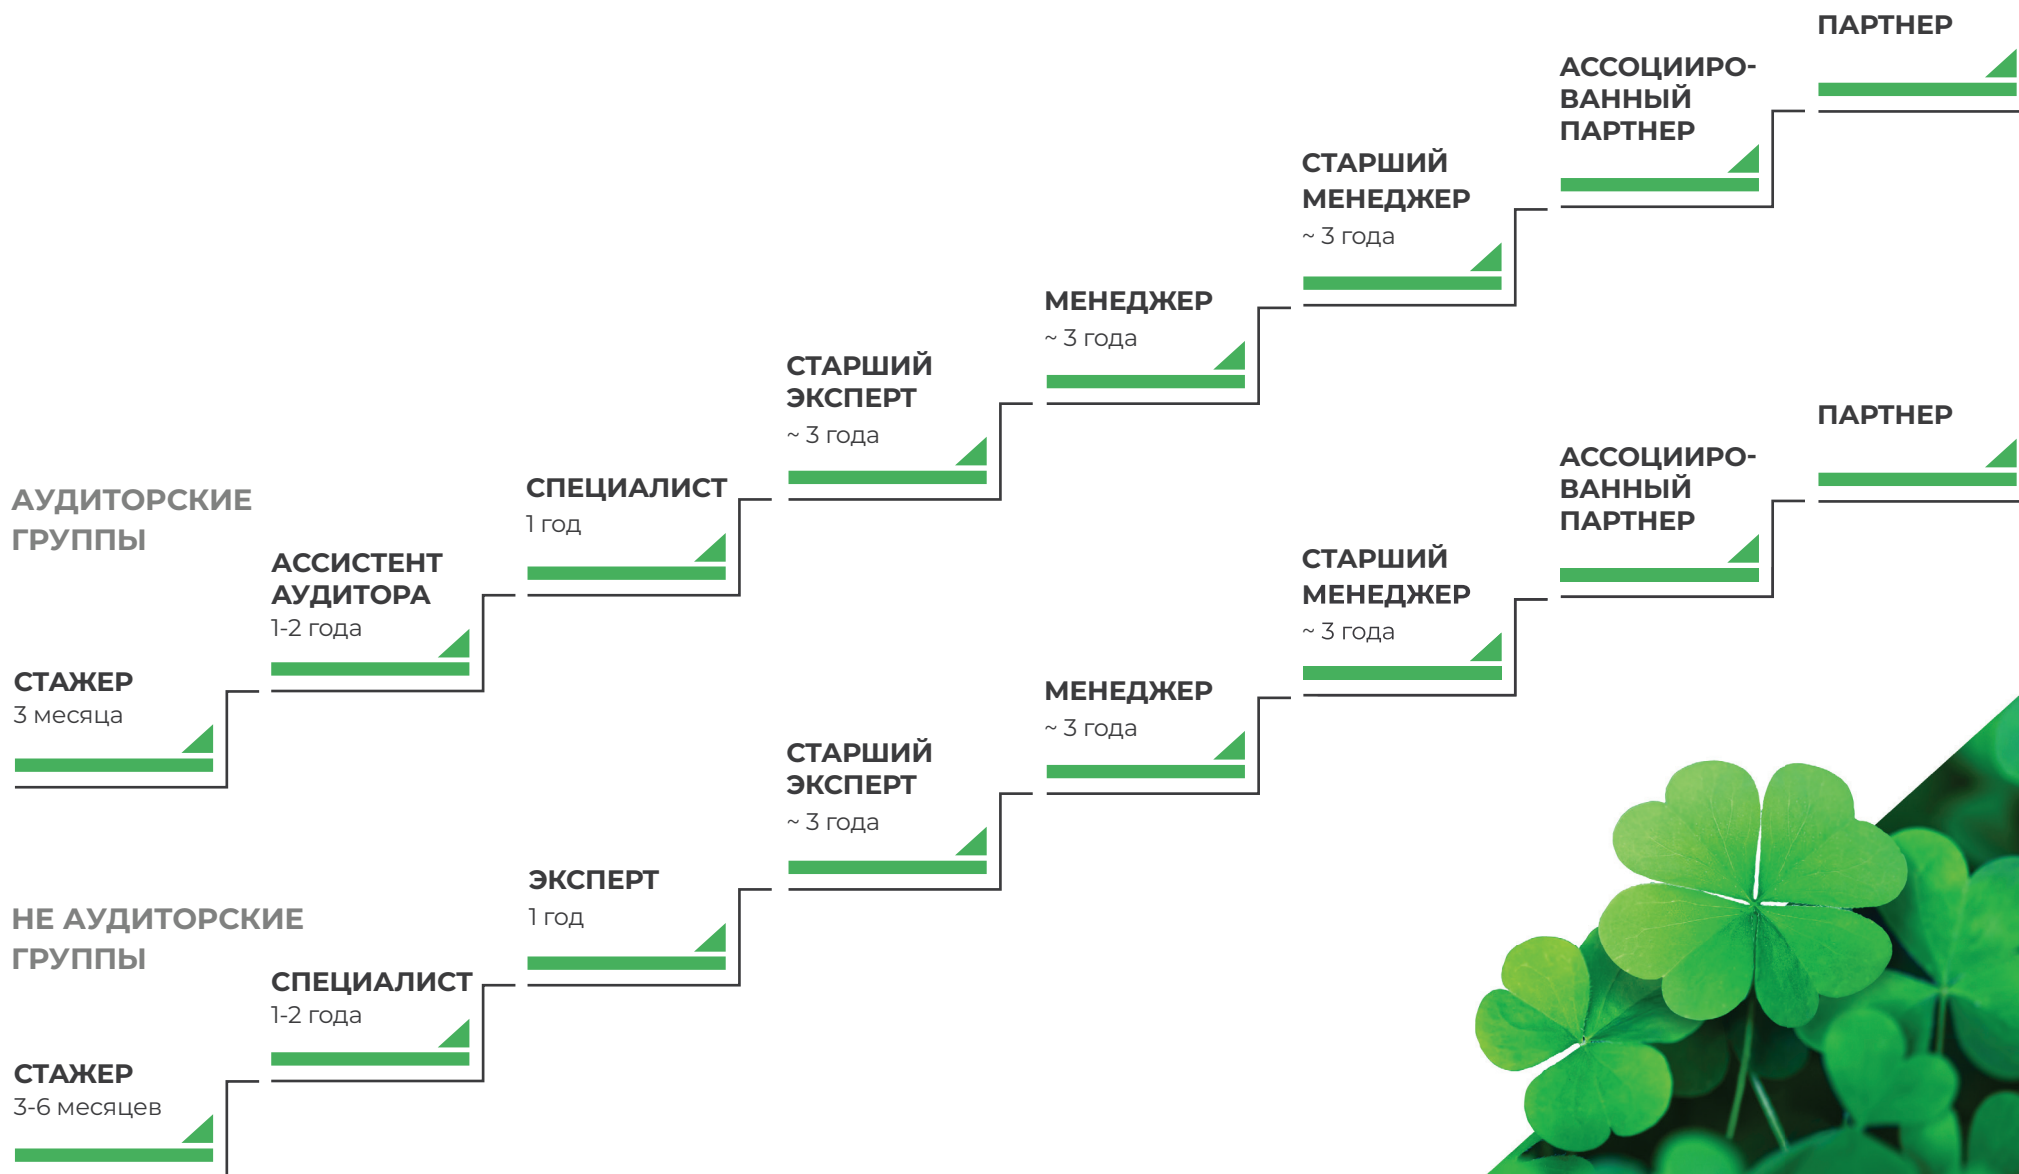 АУДИТОРСКИЕ
ГРУППЫ
СТАЖЕР
3 месяца
АССИСТЕНТ
АУДИТОРА
1-2 года
СПЕЦИАЛИСТ
1 год
СТАРШИЙ
ЭКСПЕРТ
~ 3 года
МЕНЕДЖЕР
~ 3 года
СТАРШИЙ
МЕНЕДЖЕР
~ 3 года
АССОЦИИРО-
ВАННЫЙ
ПАРТНЕР
ПАРТНЕР
НЕ АУДИТОРСКИЕ
ГРУППЫ
СТАЖЕР
3-6 месяцев
СПЕЦИАЛИСТ
1-2 года
ЭКСПЕРТ
1 год
СТАРШИЙ
ЭКСПЕРТ
~ 3 года
МЕНЕДЖЕР
~ 3 года
СТАРШИЙ
МЕНЕДЖЕР
~ 3 года
АССОЦИИРО-
ВАННЫЙ
ПАРТНЕР
ПАРТНЕР